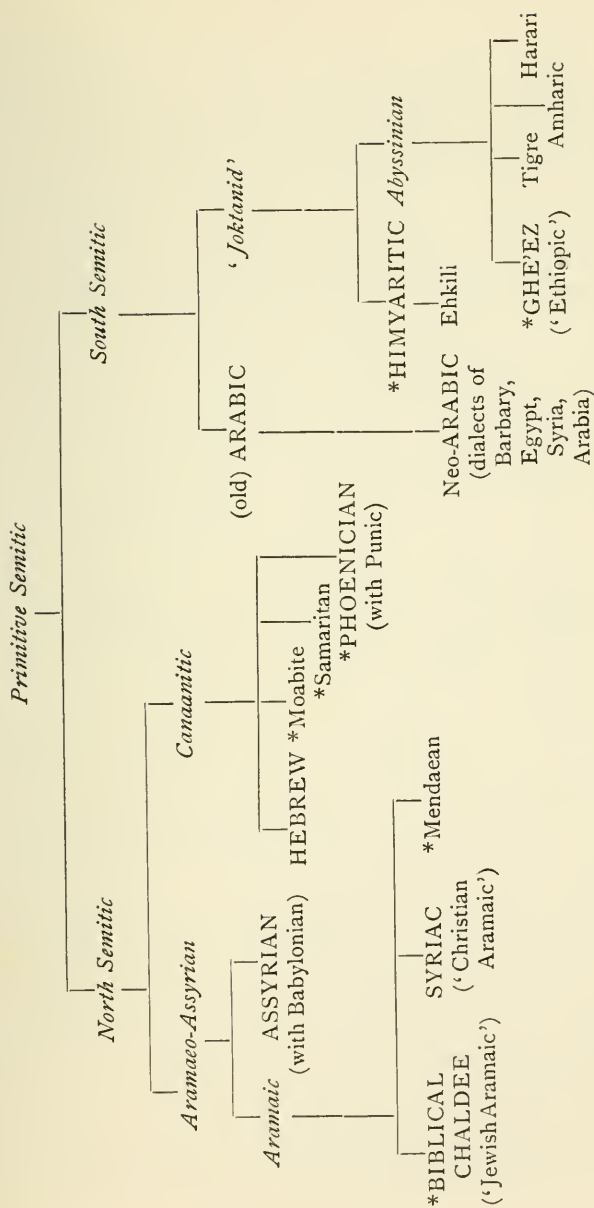 Primitive Semitic
North Semitic
South Semitic
Aramaeo-Assyrian
Canaanitic
(old) ARABIC
‘Joktanid’
Aramaic
ASSYRIAN
(with Babylonian)
HEBREW *Moabite
*Samaritan
*PHOENICIAN
(with Punic)
*HIMYARITIC
Abyssinian
Ehkili
*BIBLICAL
CHALDEE
(‘Jewish Aramaic’)
SYRIAC
(‘Christian
Aramaic’)
*Mendaean
Neo-ARABIC
(dialects of
Barbary,
Egypt,
Syria,
Arabia)
*GHE’EZ
(‘Ethiopic’)
Tigre
Amharic
Harari